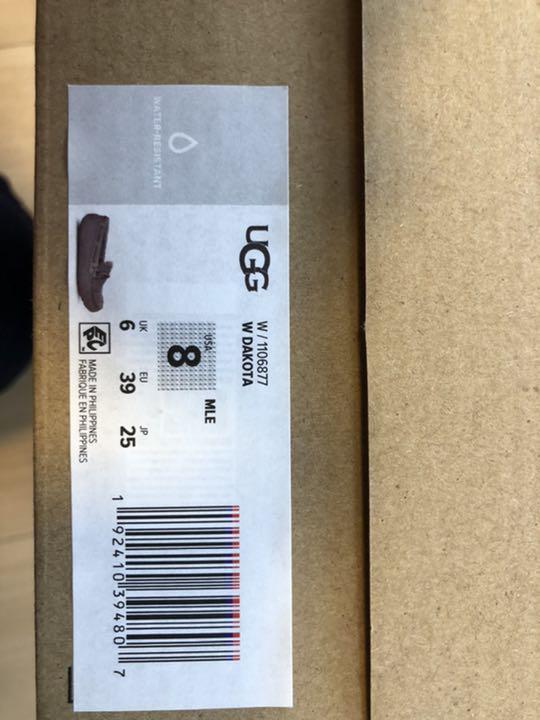 WATER-RESISTANT
UGG
W/1106877
W DAKOTA
MLE
USA
8
UK EU JP
6 39 25
MADE IN PHILIPPINES
FABRIQUE EN PHILIPPINES
1 92410 39480 7